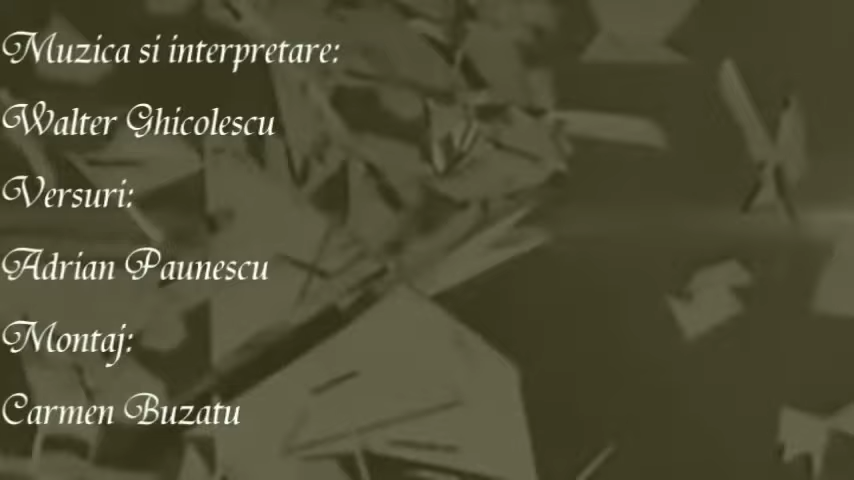 Muzica si interpretare:
Walter Ghicolescu
Versuri:
Adrian Paunescu
Montaj:
Carmen Buzatu